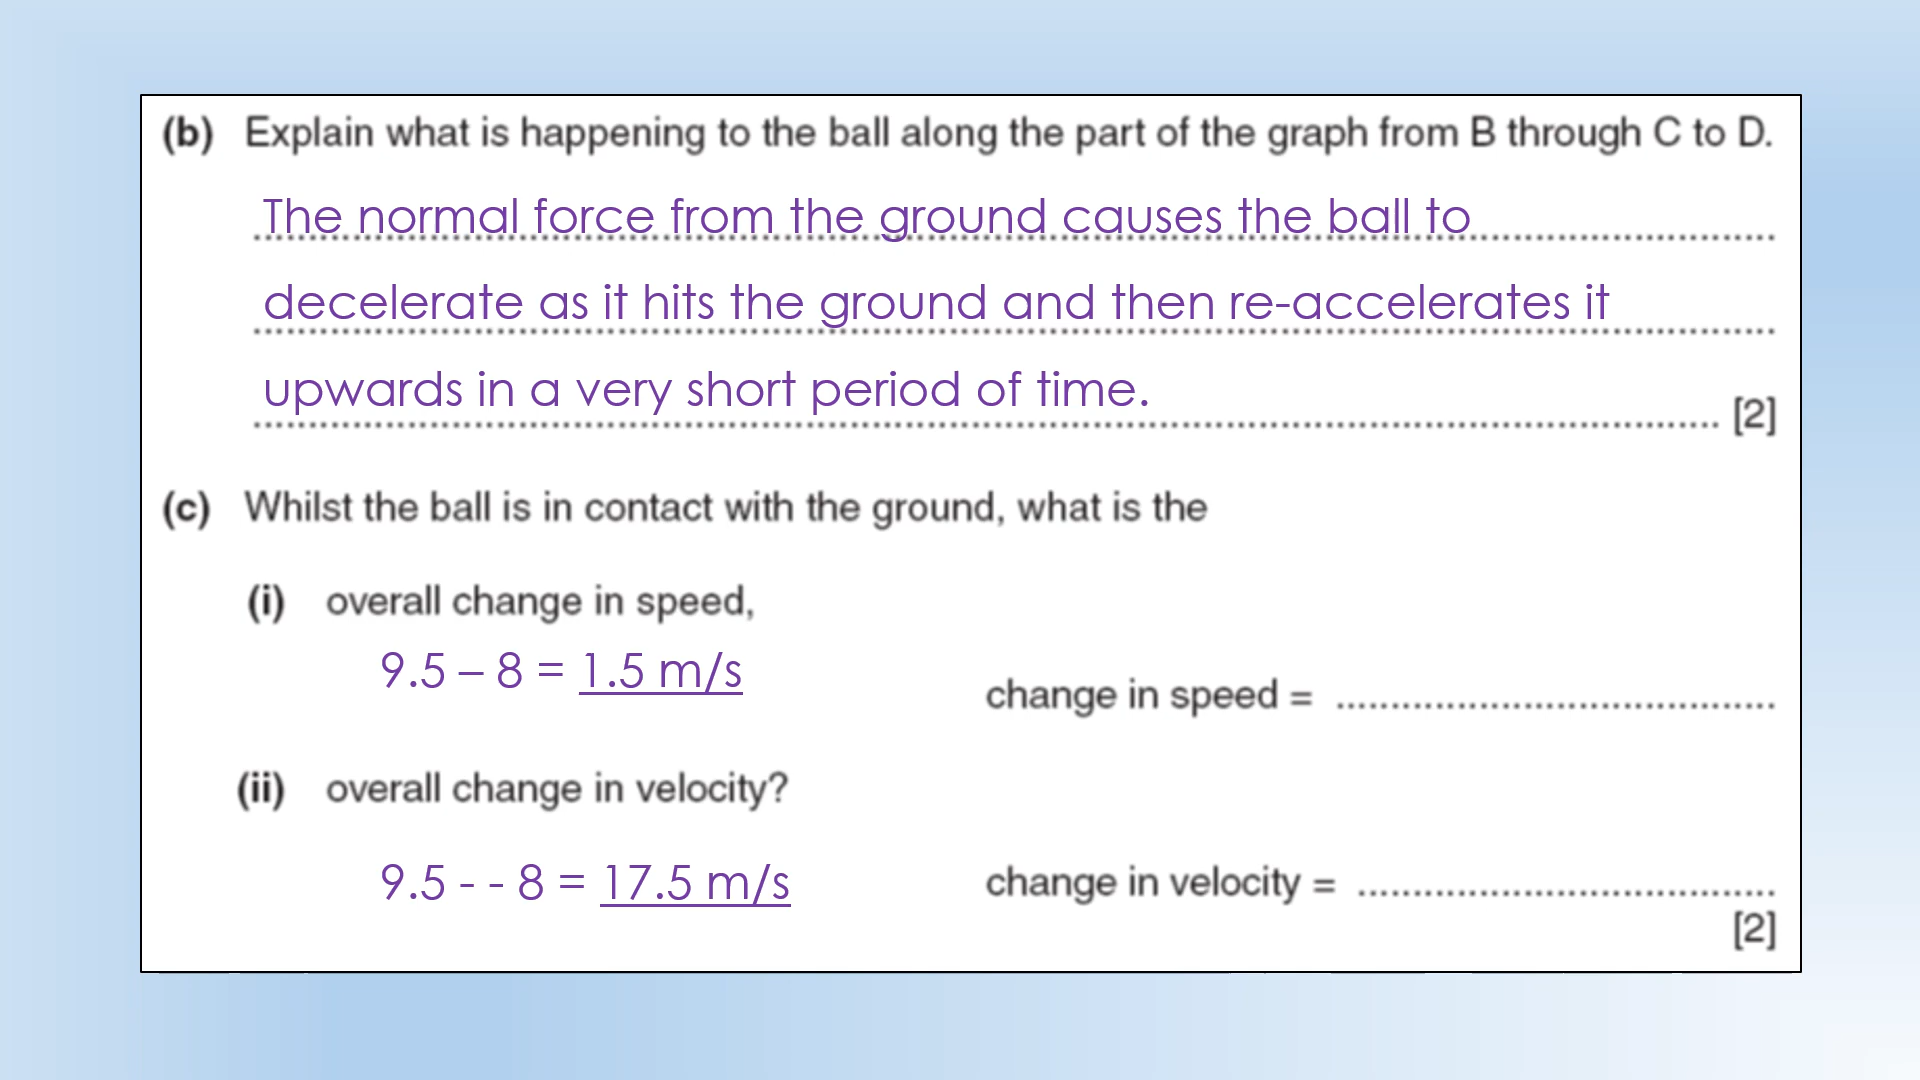 (b) Explain what is happening to the ball along the part of the graph from B through C to D.
The normal force from the ground causes the ball to
decelerate as it hits the ground and then re-accelerates it
upwards in a very short period of time.
[2]
(c) Whilst the ball is in contact with the ground, what is the
(i) overall change in speed,
9.5 – 8 = 1.5 m/s
change in speed = ........................................
(ii) overall change in velocity?
9.5 - - 8 = 17.5 m/s
change in velocity = ......................................
[2]